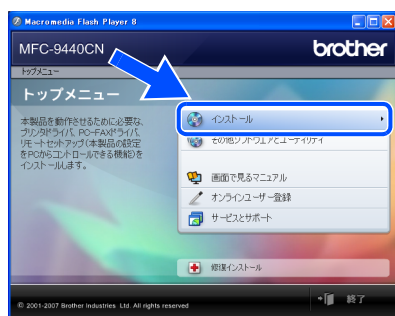 Macromedia Flash Player 8
MFC-9440CN
brother
トップメニュー
トップメニュー
本製品を動作させるために必要な、
プリンタドライバ、PC-FAXドライバ、
リモートセットアップ(本製品の設定
をPCからコントロールできる機能)を
インストールします。
インストール
その他ソフトウェアとユーティリティ
画面で見るマニュアル
オンラインユーザー登録
サービスとサポート
修復インストール
© 2001-2007 Brother Industries Ltd. All rights reserved
終了